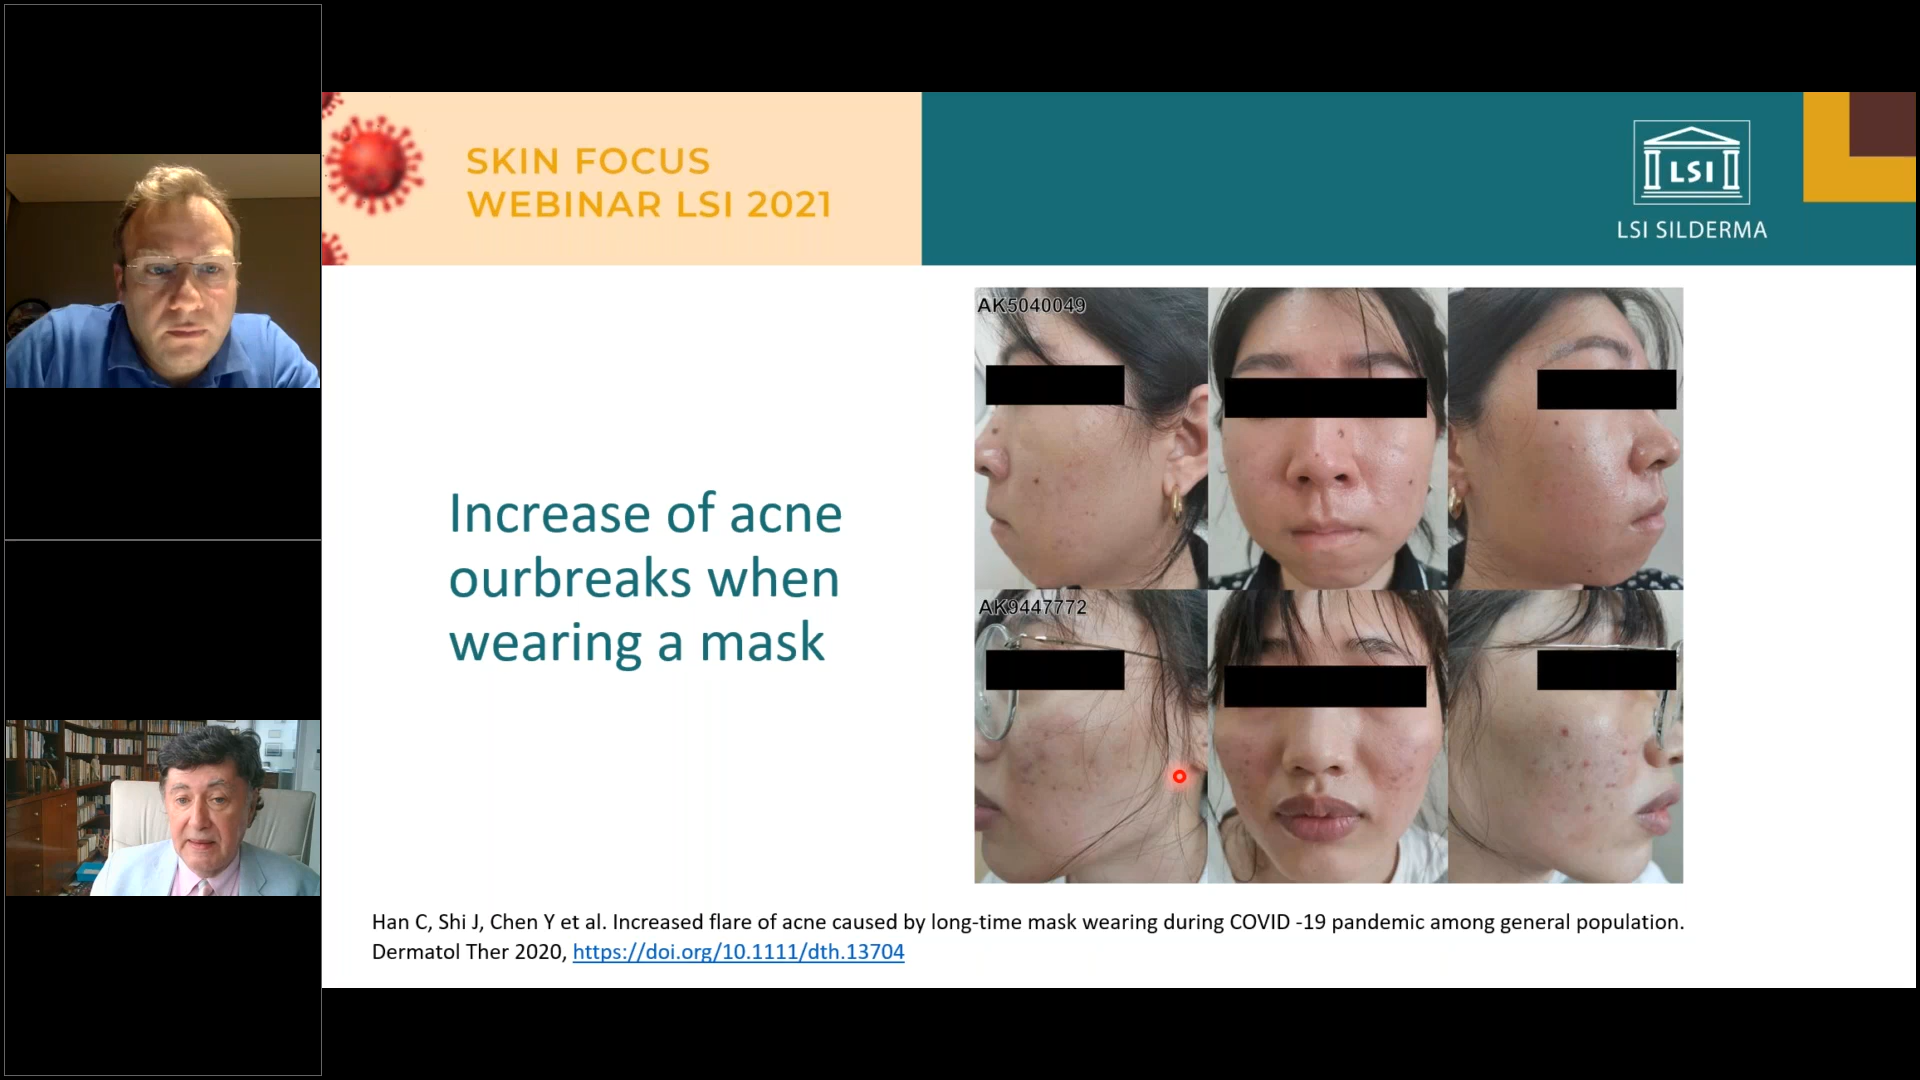 SKIN FOCUS
WEBINAR LSI 2021
LSI
LSI SILDERMA
AK5040049
Increase of acne
ourbreaks when
wearing a mask
AK9447772
Han C, Shi J, Chen Y et al. Increased flare of acne caused by long-time mask wearing during COVID -19 pandemic among general population.
Dermatol Ther 2020, https://doi.org/10.1111/dth.13704